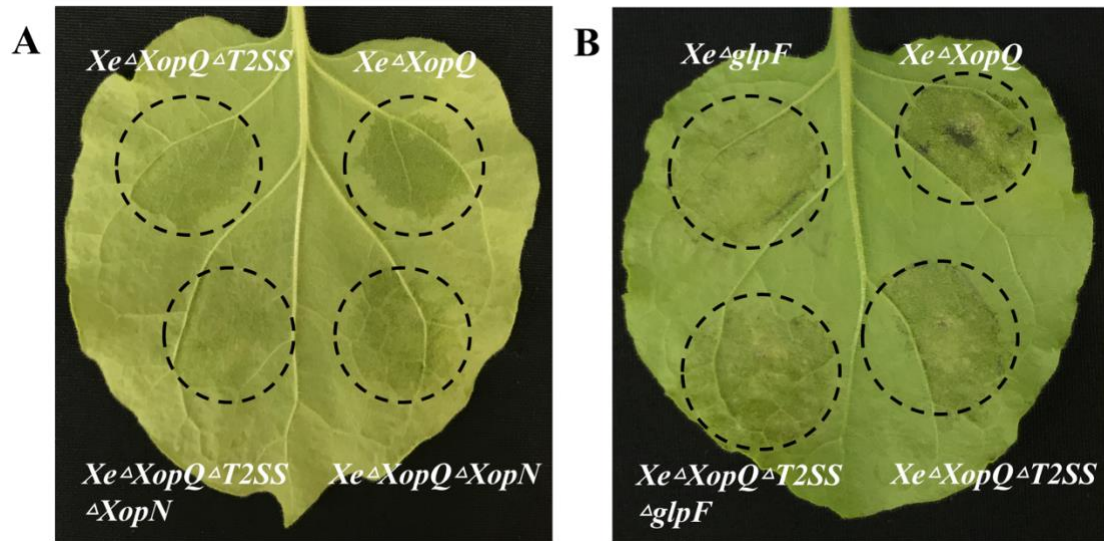 A
Xe△XopQ△T2SS
Xe△XopQ
Xe△XopQ△T2SS
△XopN
Xe△XopQ△XopN
B
Xe△glpF
Xe△XopQ
Xe△XopQ△T2SS
△glpF
Xe△XopQ△T2SS